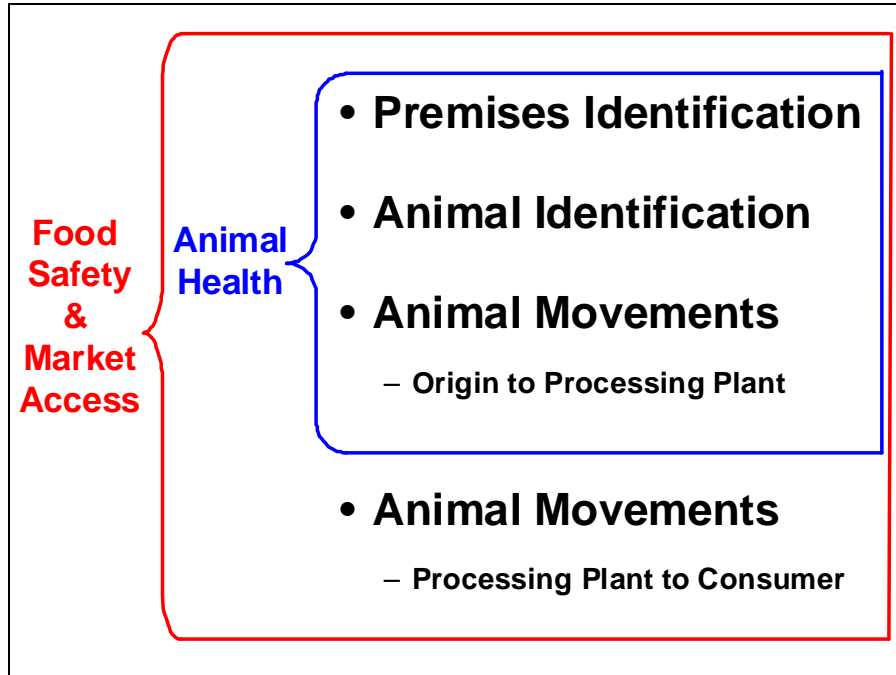 Food
Safety
&
Market
Access
Animal
Health
• Premises Identification
• Animal Identification
• Animal Movements
– Origin to Processing Plant
• Animal Movements
– Processing Plant to Consumer